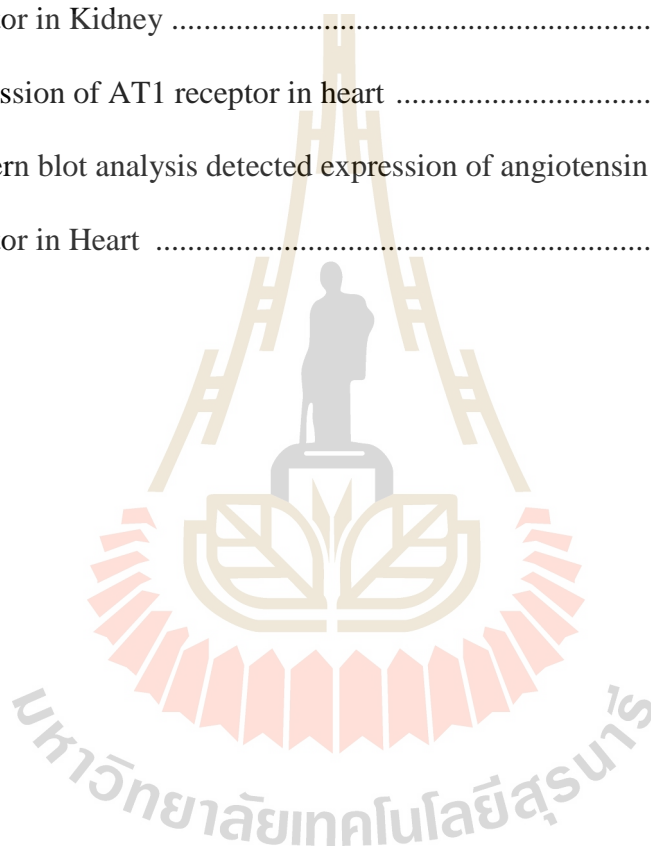 tor in Kidney ........................................................................
ssion of AT1 receptor in heart ......................................
ern blot analysis detected expression of angiotensin
tor in Heart ........................................................................
มหาวิทยาลัยเทคโนโลยีสุรนารี